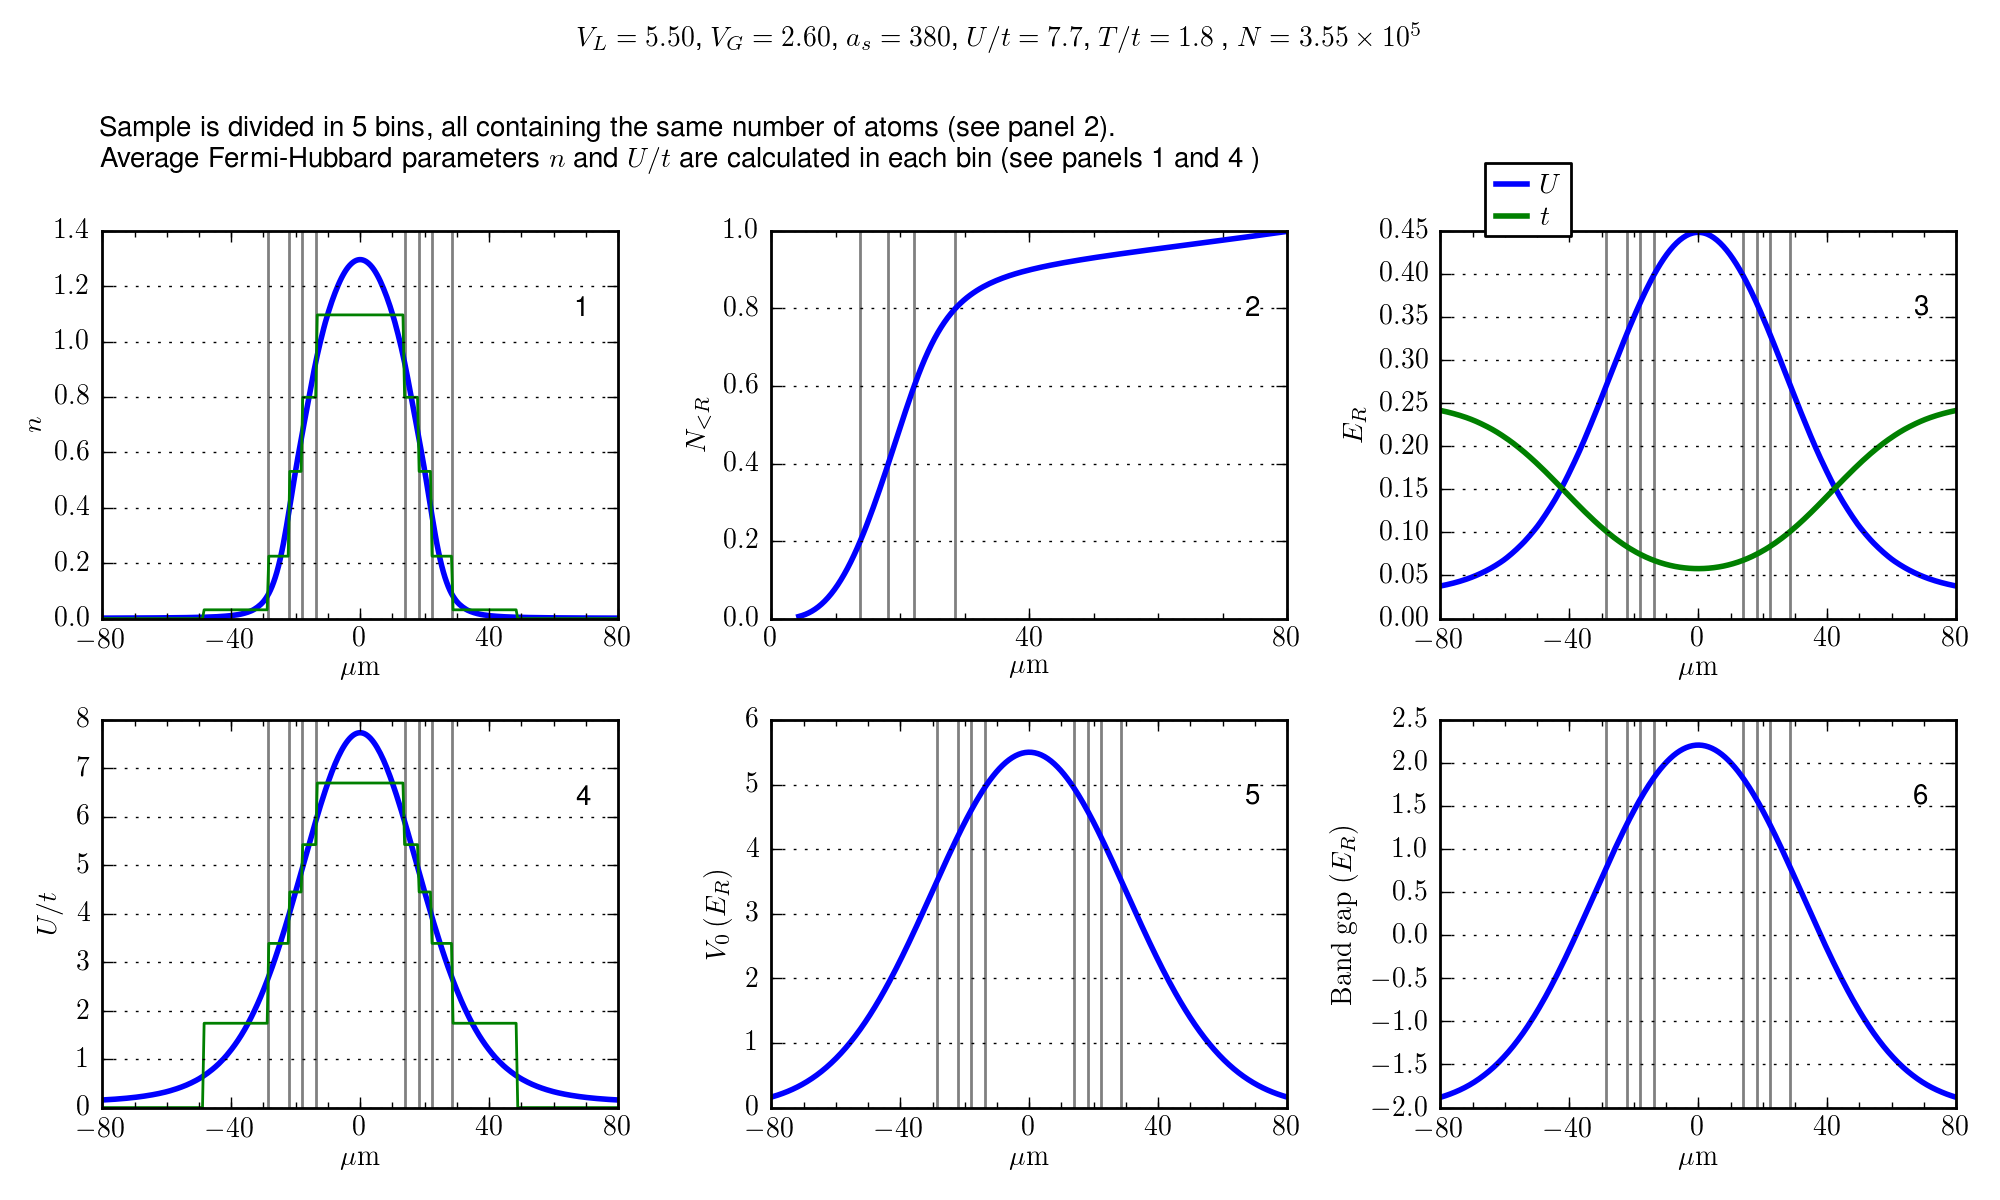 V_L = 5.50, V_G = 2.60, a_s = 380, U/t = 7.7, T/t = 1.8 , N = 3.55 × 10^5
Sample is divided in 5 bins, all containing the same number of atoms (see panel 2).
Average Fermi-Hubbard parameters n and U/t are calculated in each bin (see panels 1 and 4 )
U
t
1.4
1.2
1.0
0.8
0.6
0.4
0.2
0.0
n
1
−80 −40 0 40 80
μm
1.0
0.8
0.6
0.4
0.2
0.0
N_{<R}
2
0 40 80
μm
0.45
0.40
0.35
0.30
0.25
0.20
0.15
0.10
0.05
0.00
E_R
3
−80 −40 0 40 80
μm
8
7
6
5
4
3
2
1
0
U/t
4
−80 −40 0 40 80
μm
6
5
4
3
2
1
0
V_0 (E_R)
5
−80 −40 0 40 80
μm
2.5
2.0
1.5
1.0
0.5
0.0
−0.5
−1.0
−1.5
−2.0
Band gap (E_R)
6
−80 −40 0 40 80
μm